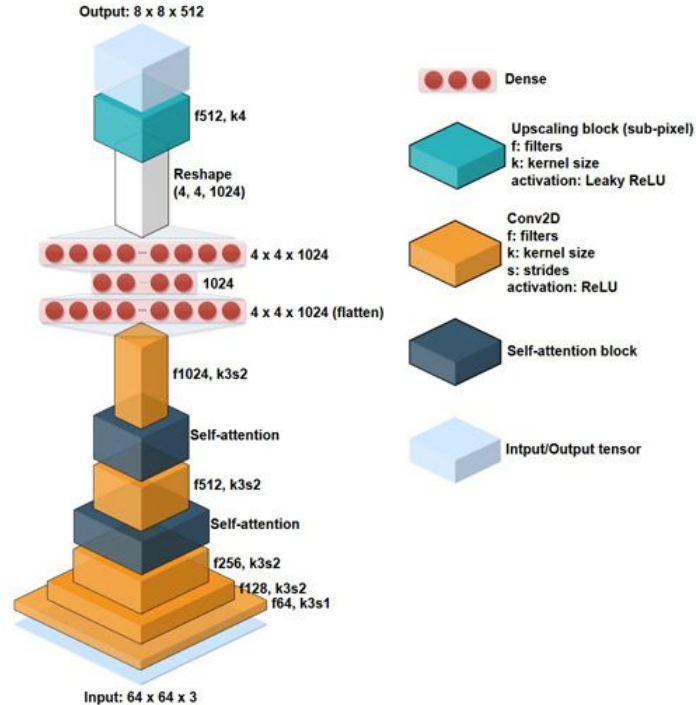 Output: 8 x 8 x 512
f512, k4
Reshape
(4, 4, 1024)
4 x 4 x 1024
1024
4 x 4 x 1024 (flatten)
f1024, k3s2
Self-attention
f512, k3s2
Self-attention
f256, k3s2
f128, k3s2
f64, k3s1
Input: 64 x 64 x 3
Dense
Upscaling block (sub-pixel)
f: filters
k: kernel size
activation: Leaky ReLU
Conv2D
f: filters
k: kernel size
s: strides
activation: ReLU
Self-attention block
Intput/Output tensor